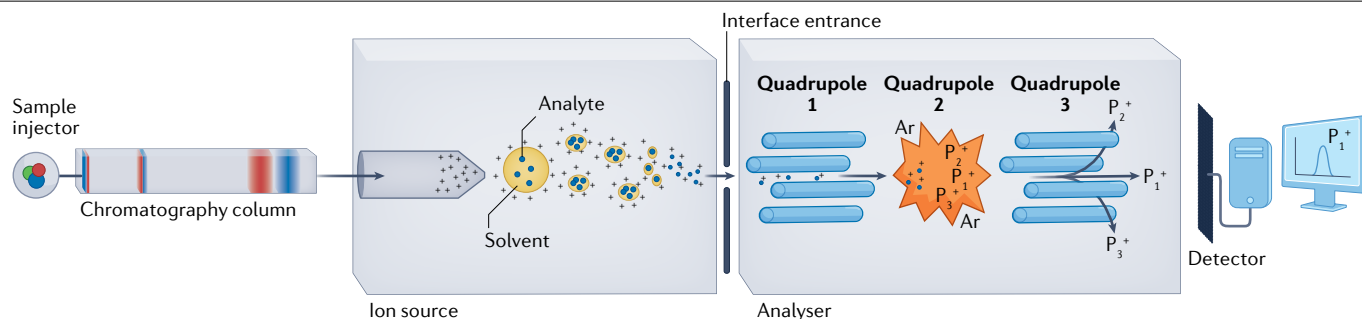 Interface entrance
Sample
injector
Chromatography column
Analyte
Solvent
Ion source
Quadrupole
1
Quadrupole
2
Quadrupole
3
Ar
P₂⁺
P₁⁺
P₃⁺
Ar
P₂⁺
P₁⁺
P₃⁺
Analyser
Detector
P₁⁺